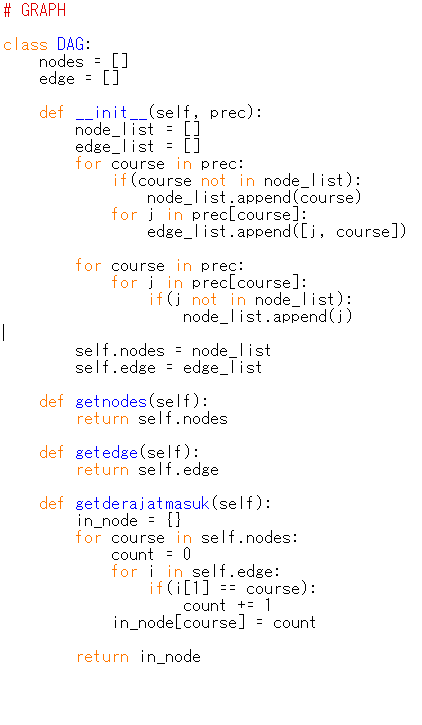 # GRAPH
class DAG:
    nodes = []
    edge = []
    def __init__(self, prec):
        node_list = []
        edge_list = []
        for course in prec:
            if(course not in node_list):
                node_list.append(course)
            for j in prec[course]:
                edge_list.append([j, course])
        for course in prec:
            for j in prec[course]:
                if(j not in node_list):
                    node_list.append(j)
        self.nodes = node_list
        self.edge = edge_list
    def getnodes(self):
        return self.nodes
    def getedge(self):
        return self.edge
    def getderajatmasuk(self):
        in_node = {}
        for course in self.nodes:
            count = 0
            for i in self.edge:
                if(i[1] == course):
                    count += 1
            in_node[course] = count
        return in_node